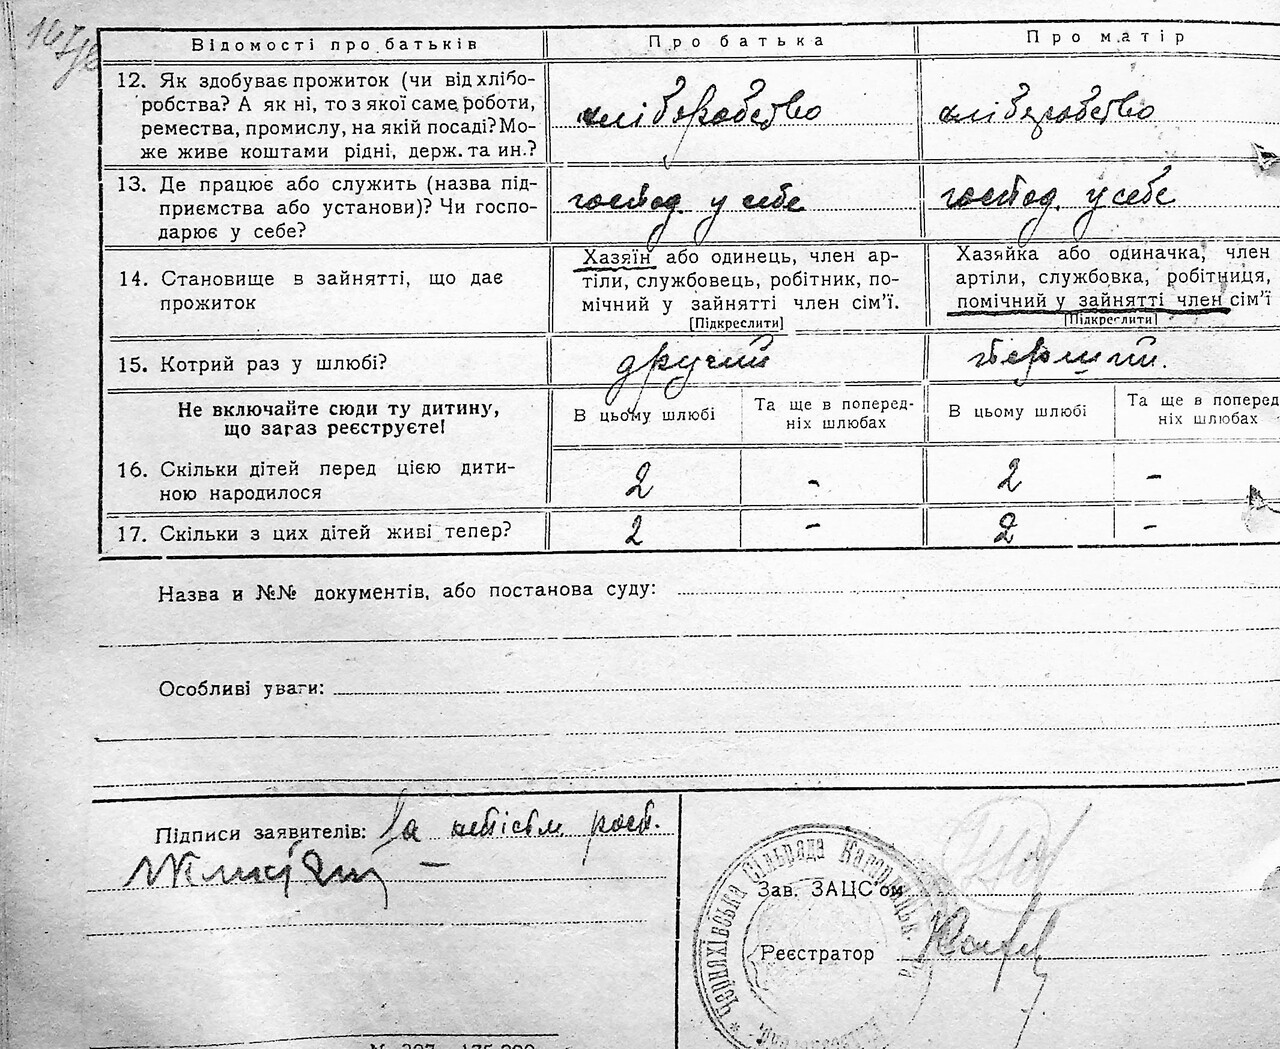 Відомості про батьків
Про батька
Про матір
12. Як здобуває прожиток (чи від хлібо-
робства? А як ні, то з якої саме роботи,
ремества, промислу, на якій посаді? Мо-
же живе коштами рідні, держ. та ин.?
хліборобство
хліборобство
13. Де працює або служить (назва під-
приємства або установи)? Чи госпо-
дарює у себе?
господ. у себе
господ. у себе
14. Становище в зайнятті, що дає
прожиток
Хазяїн або одинець, член ар-
тіли, службовець, робітник, по-
мічний у зайнятті член сім'ї.
[Підкреслити]
Хазяйка або одиначка, член
артіли, службовка, робітниця,
помічний у зайнятті член сім'ї
[Підкреслити]
15. Котрий раз у шлюбі?
другий
перший.
Не включайте сюди ту дитину,
що зараз реєструєте!
В цьому шлюбі
Та ще в поперед-
ніх шлюбах
В цьому шлюбі
Та ще в поперед
ніх шлюбах
16. Скільки дітей перед цією дити-
ною народилося
2
-
2
-
17. Скільки з цих дітей живі тепер?
2
-
2
-
Назва и №№ документів, або постанова суду:
Особливі уваги:
Підписи заявителів: За
Черняхівська Сільрада Кагарлицьк.
Зав. ЗАЦС'ом
Реєстратор